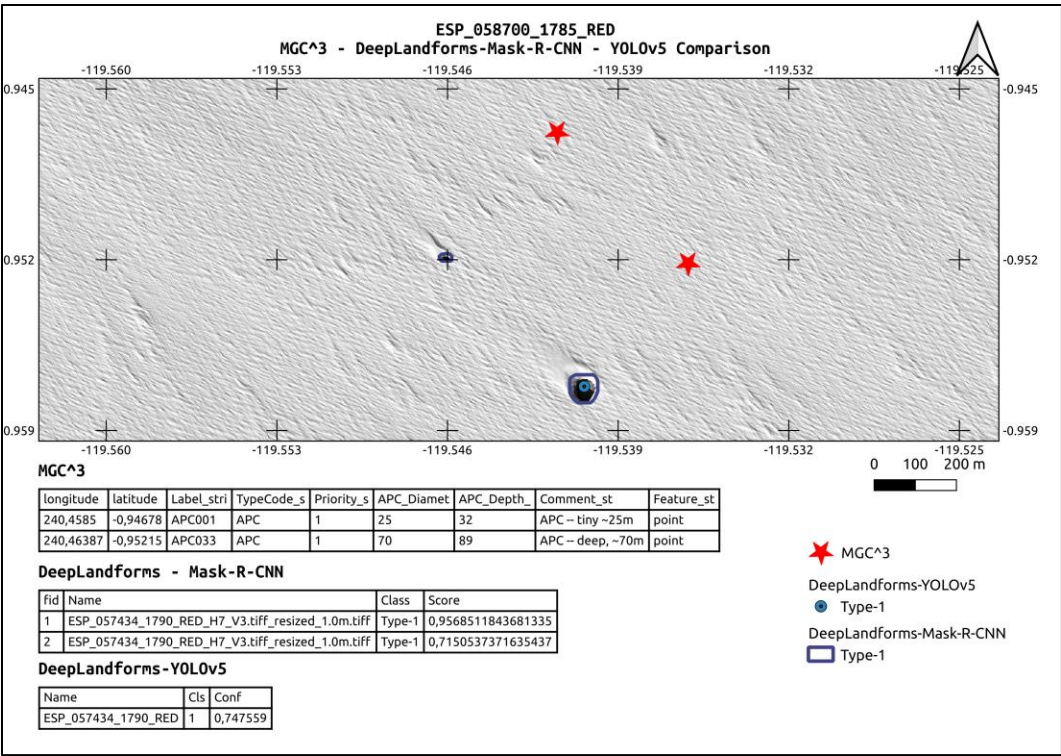 ESP_058700_1785_RED
MGC^3 - DeepLandforms-Mask-R-CNN - YOLOv5 Comparison
-119.560 -119.553 -119.546 -119.539 -119.532 -119.525
0.945 -0.945
0.952 -0.952
0.959 -0.959
-119.560 -119.553 -119.546 -119.539 -119.532 -119.525
0 100 200 m
MGC^3
longitude latitude Label_stri TypeCode_s Priority_s APC_Diamet APC_Depth_ Comment_st Feature_st
240,4585 -0,94678 APC001 APC 1 25 32 APC -- tiny ~25m point
240,46387 -0,95215 APC033 APC 1 70 89 APC -- deep, ~70m point
DeepLandforms - Mask-R-CNN
fid Name Class Score
1 ESP_057434_1790_RED_H7_V3.tiff_resized_1.0m.tiff Type-1 0,9568511843681335
2 ESP_057434_1790_RED_H7_V3.tiff_resized_1.0m.tiff Type-1 0,7150537371635437
DeepLandforms-YOLOv5
Name Cls Conf
ESP_057434_1790_RED 1 0,747559
MGC^3
DeepLandforms-YOLOv5
Type-1
DeepLandforms-Mask-R-CNN
Type-1